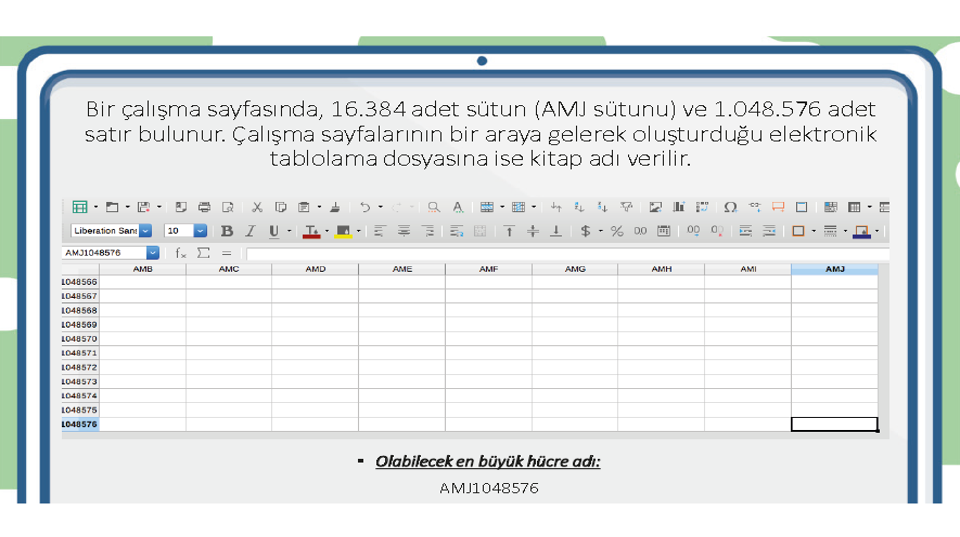 Bir çalışma sayfasında, 16.384 adet sütun (AMJ sütunu) ve 1.048.576 adet
satır bulunur. Çalışma sayfalarının bir araya gelerek oluşturduğu elektronik
tablolama dosyasına ise kitap adı verilir.
Liberation Sans 10
AMJ1048576
AMB AMC AMD AME AMF AMG AMH AMI AMJ
1048566
1048567
1048568
1048569
1048570
1048571
1048572
1048573
1048574
1048575
1048576
▪ Olabilecek en büyük hücre adı:
AMJ1048576